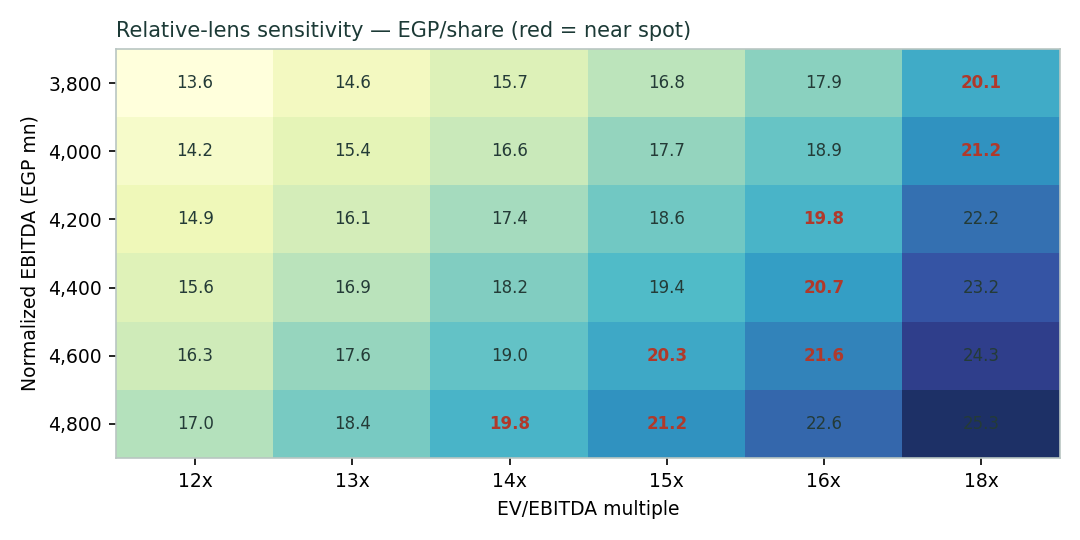 Relative-lens sensitivity — EGP/share (red = near spot)
Normalized EBITDA (EGP mn)
3,800 13.6 14.6 15.7 16.8 17.9 20.1
4,000 14.2 15.4 16.6 17.7 18.9 21.2
4,200 14.9 16.1 17.4 18.6 19.8 22.2
4,400 15.6 16.9 18.2 19.4 20.7 23.2
4,600 16.3 17.6 19.0 20.3 21.6 24.3
4,800 17.0 18.4 19.8 21.2 22.6 25.3
12x 13x 14x 15x 16x 18x
EV/EBITDA multiple